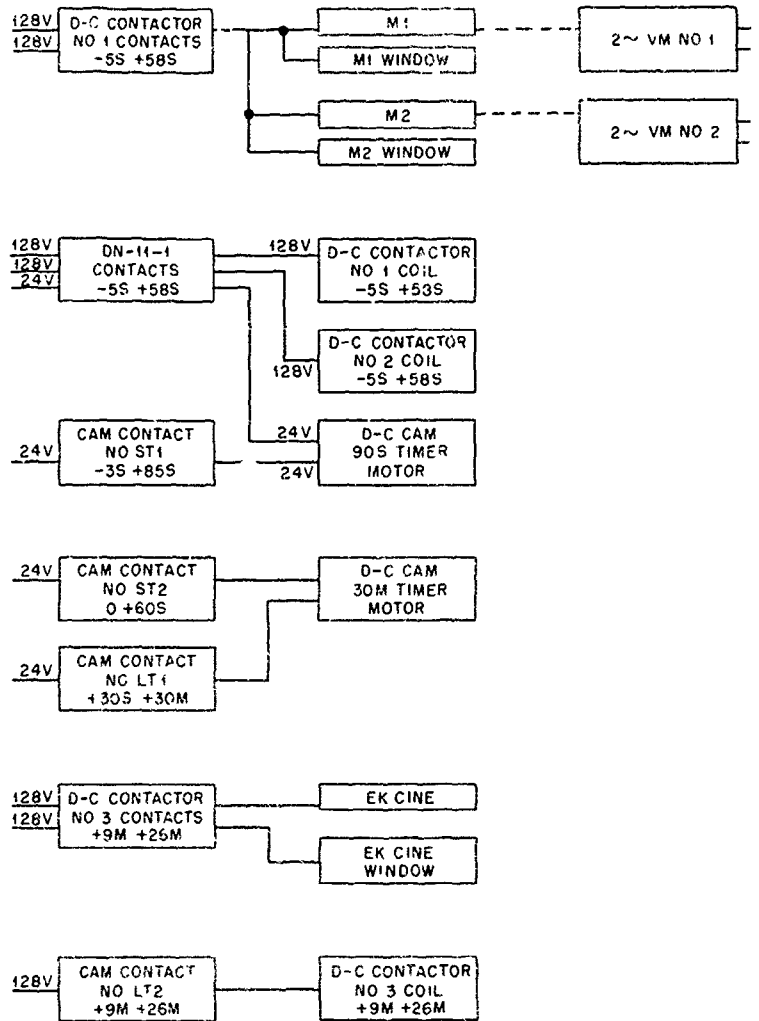 128V
128V
D-C CONTACTOR
NO 1 CONTACTS
-5S +58S
M1
M1 WINDOW
M2
M2 WINDOW
2~ VM NO 1
2~ VM NO 2
128V
128V
24V
DN-11-1
CONTACTS
-5S +58S
128V
D-C CONTACTOR
NO 1 COIL
-5S +53S
128V
D-C CONTACTOR
NO 2 COIL
-5S +58S
24V
CAM CONTACT
NO ST1
-3S +85S
24V
24V
D-C CAM
90S TIMER
MOTOR
24V
CAM CONTACT
NO ST2
0 +60S
D-C CAM
30M TIMER
MOTOR
24V
CAM CONTACT
NO LT1
+30S +30M
128V
128V
D-C CONTACTOR
NO 3 CONTACTS
+9M +26M
EK CINE
EK CINE
WINDOW
128V
CAM CONTACT
NO LT2
+9M +26M
D-C CONTACTOR
NO 3 COIL
+9M +26M